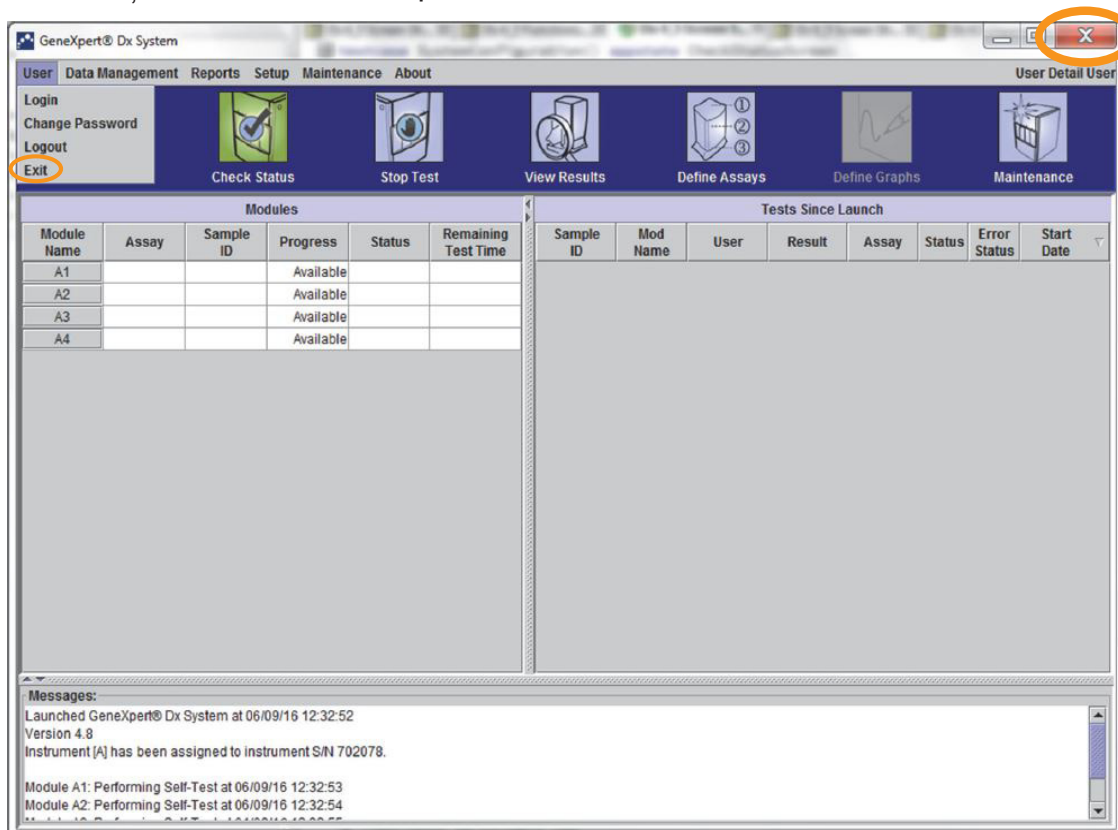 GeneXpert® Dx System
User Data Management Reports Setup Maintenance About User Detail User
Login
Change Password
Logout
Exit
Check Status Stop Test View Results Define Assays Define Graphs Maintenance
① ② ③
Modules
Module Name Assay Sample ID Progress Status Remaining Test Time
A1 Available
A2 Available
A3 Available
A4 Available
Tests Since Launch
Sample ID Mod Name User Result Assay Status Error Status Start Date
Messages:
Launched GeneXpert® Dx System at 06/09/16 12:32:52
Version 4.8
Instrument [A] has been assigned to instrument S/N 702078.
Module A1: Performing Self-Test at 06/09/16 12:32:53
Module A2: Performing Self-Test at 06/09/16 12:32:54